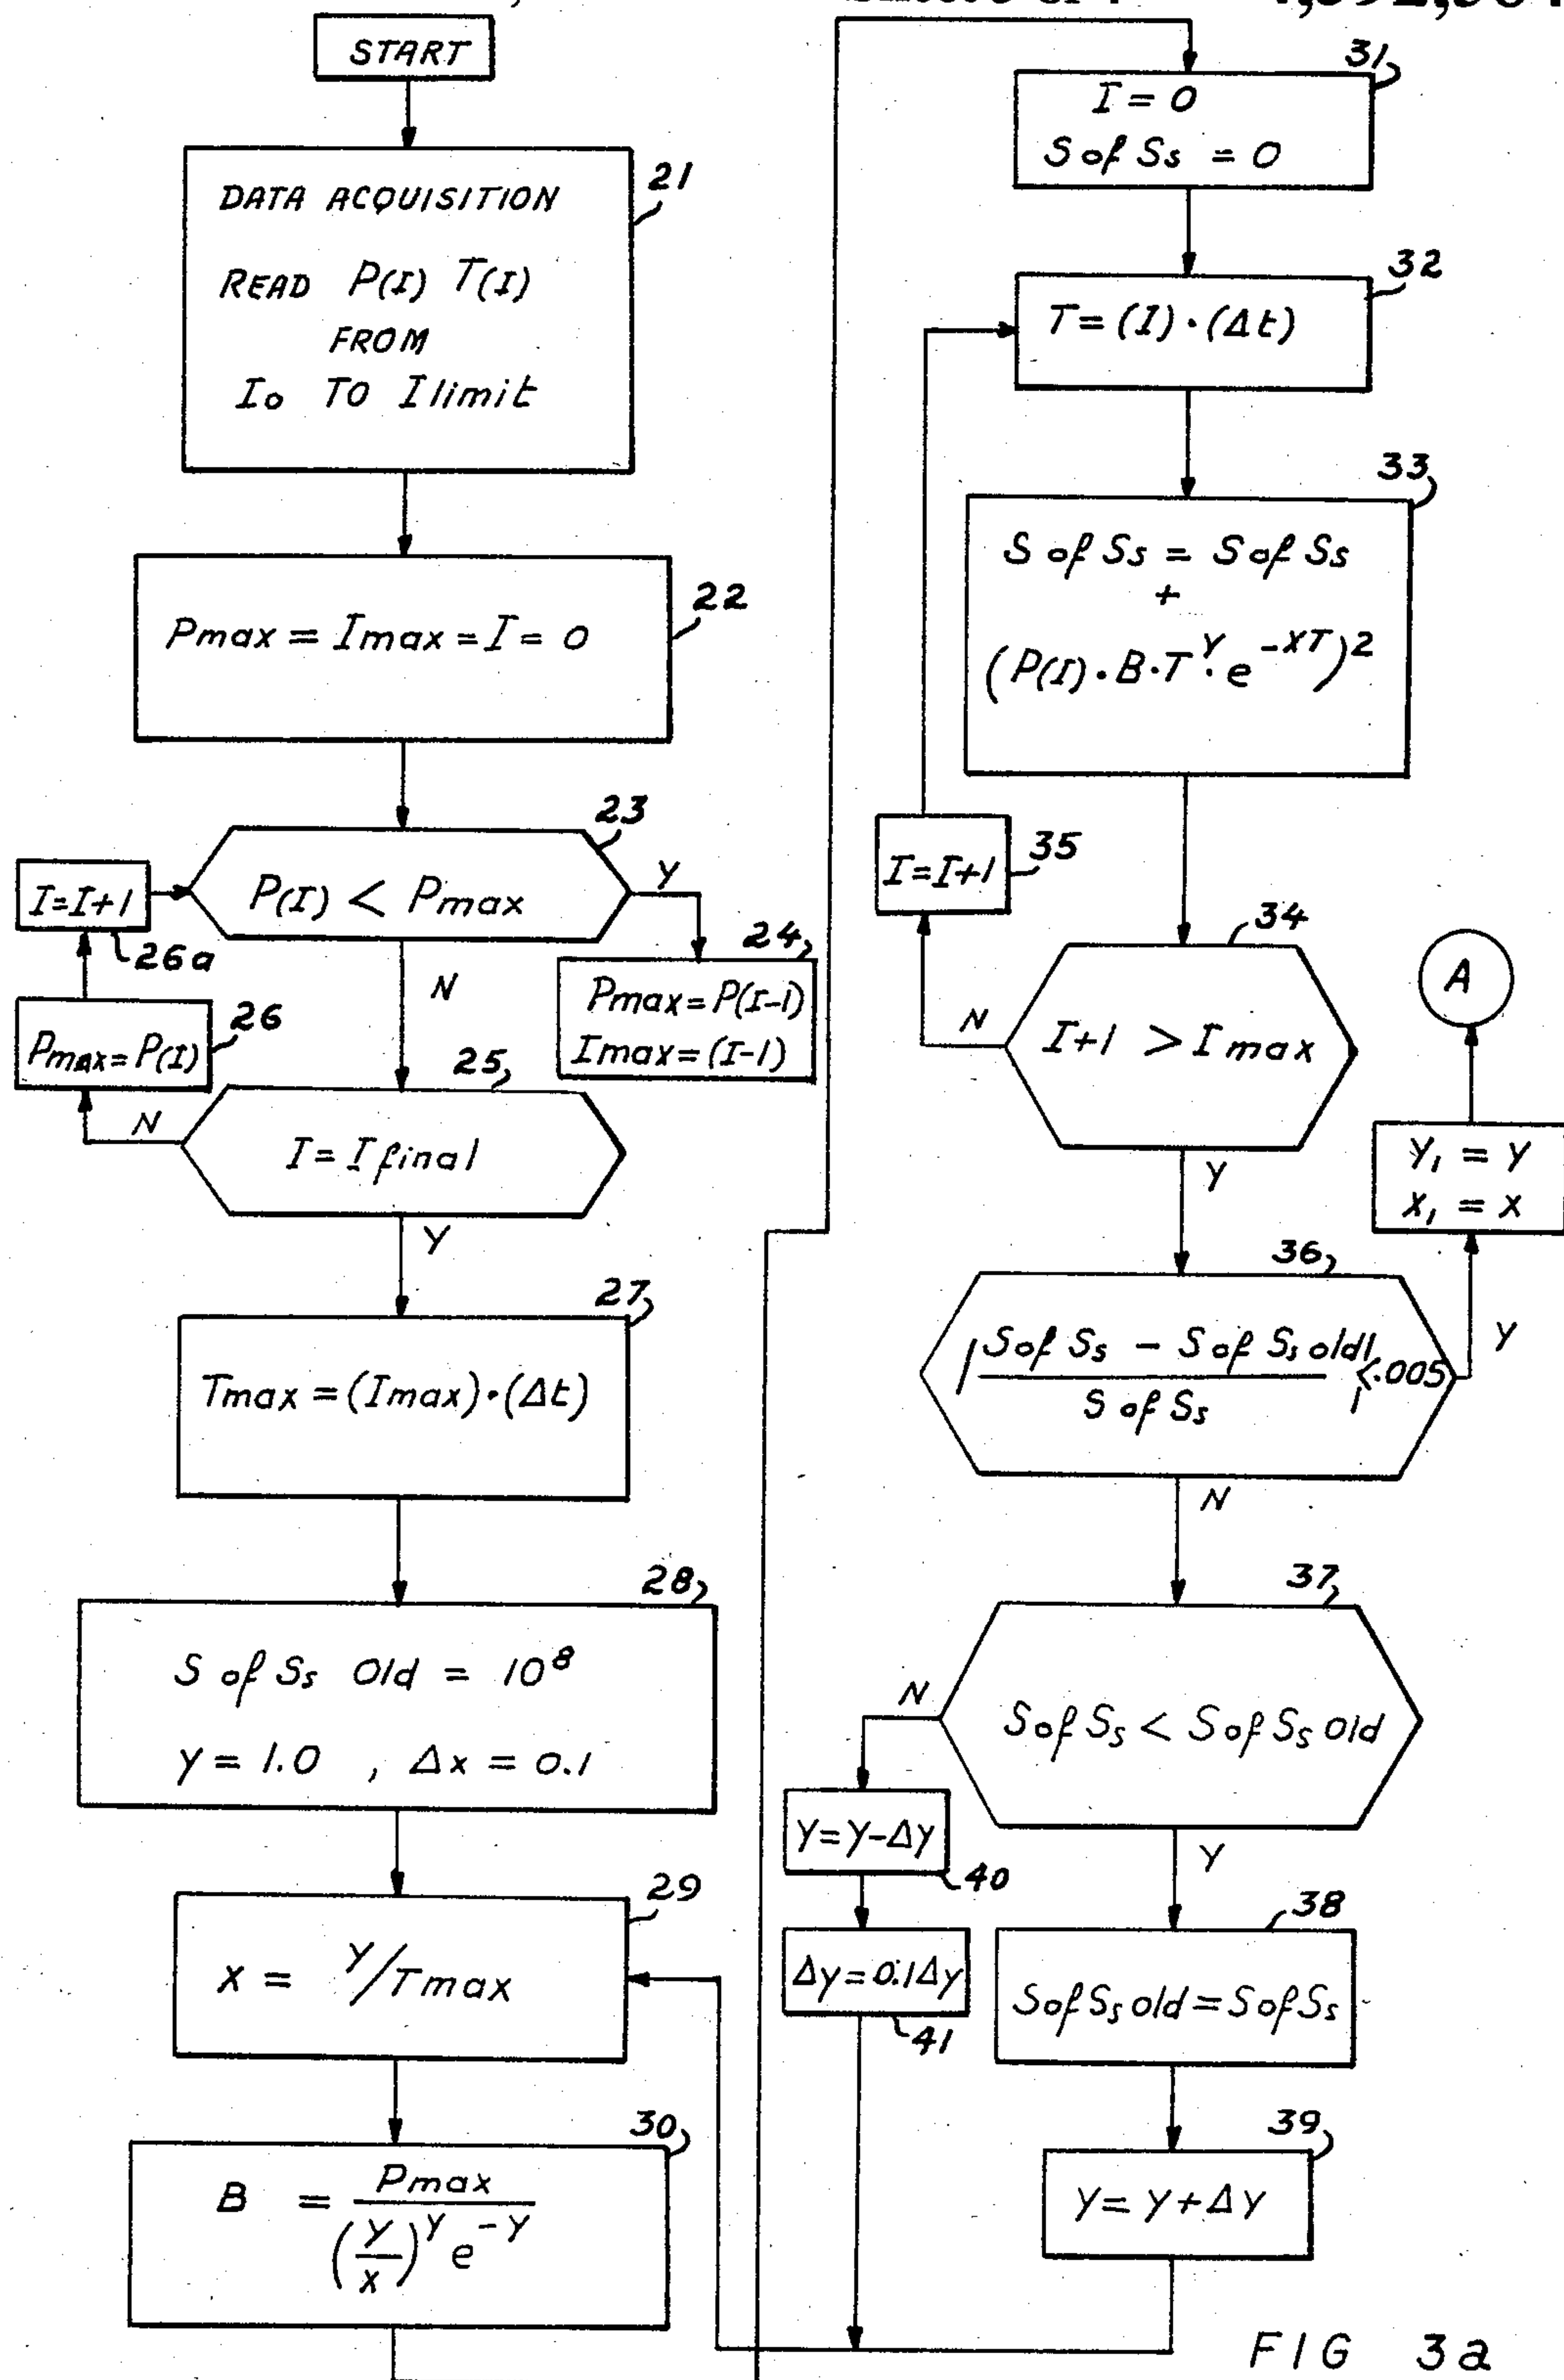 4,592,364
START
21
DATA ACQUISITION
READ P(I) T(I)
FROM
Io TO Ilimit
22
Pmax = Imax = I = 0
23
P(I) < Pmax
Y
N
I=I+1
26a
Pmax=P(I)
26
24
Pmax=P(I-1)
Imax=(I-1)
25
I=Ifinal
N
Y
27
Tmax = (Imax)·(Δt)
28
S of Ss Old = 10⁸
y = 1.0 , Δx = 0.1
29
x = Y/Tmax
30
B = Pmax
(y/x)^y e^-y
31
I = 0
S of Ss = 0
32
T = (I)·(Δt)
33
S of Ss = S of Ss
+
(P(I)·B·T^Y·e^-XT)²
I=I+1
35
34
I+1 > Imax
N
Y
A
Y₁ = Y
X₁ = X
36
|S of Ss - S of Ss old|
S of Ss
<.005
Y
N
37
S of Ss < S of Ss Old
N
Y
Y=Y-Δy
40
Δy=0.1Δy
41
38
S of Ss old = S of Ss
39
Y= Y+ΔY
FIG 3a